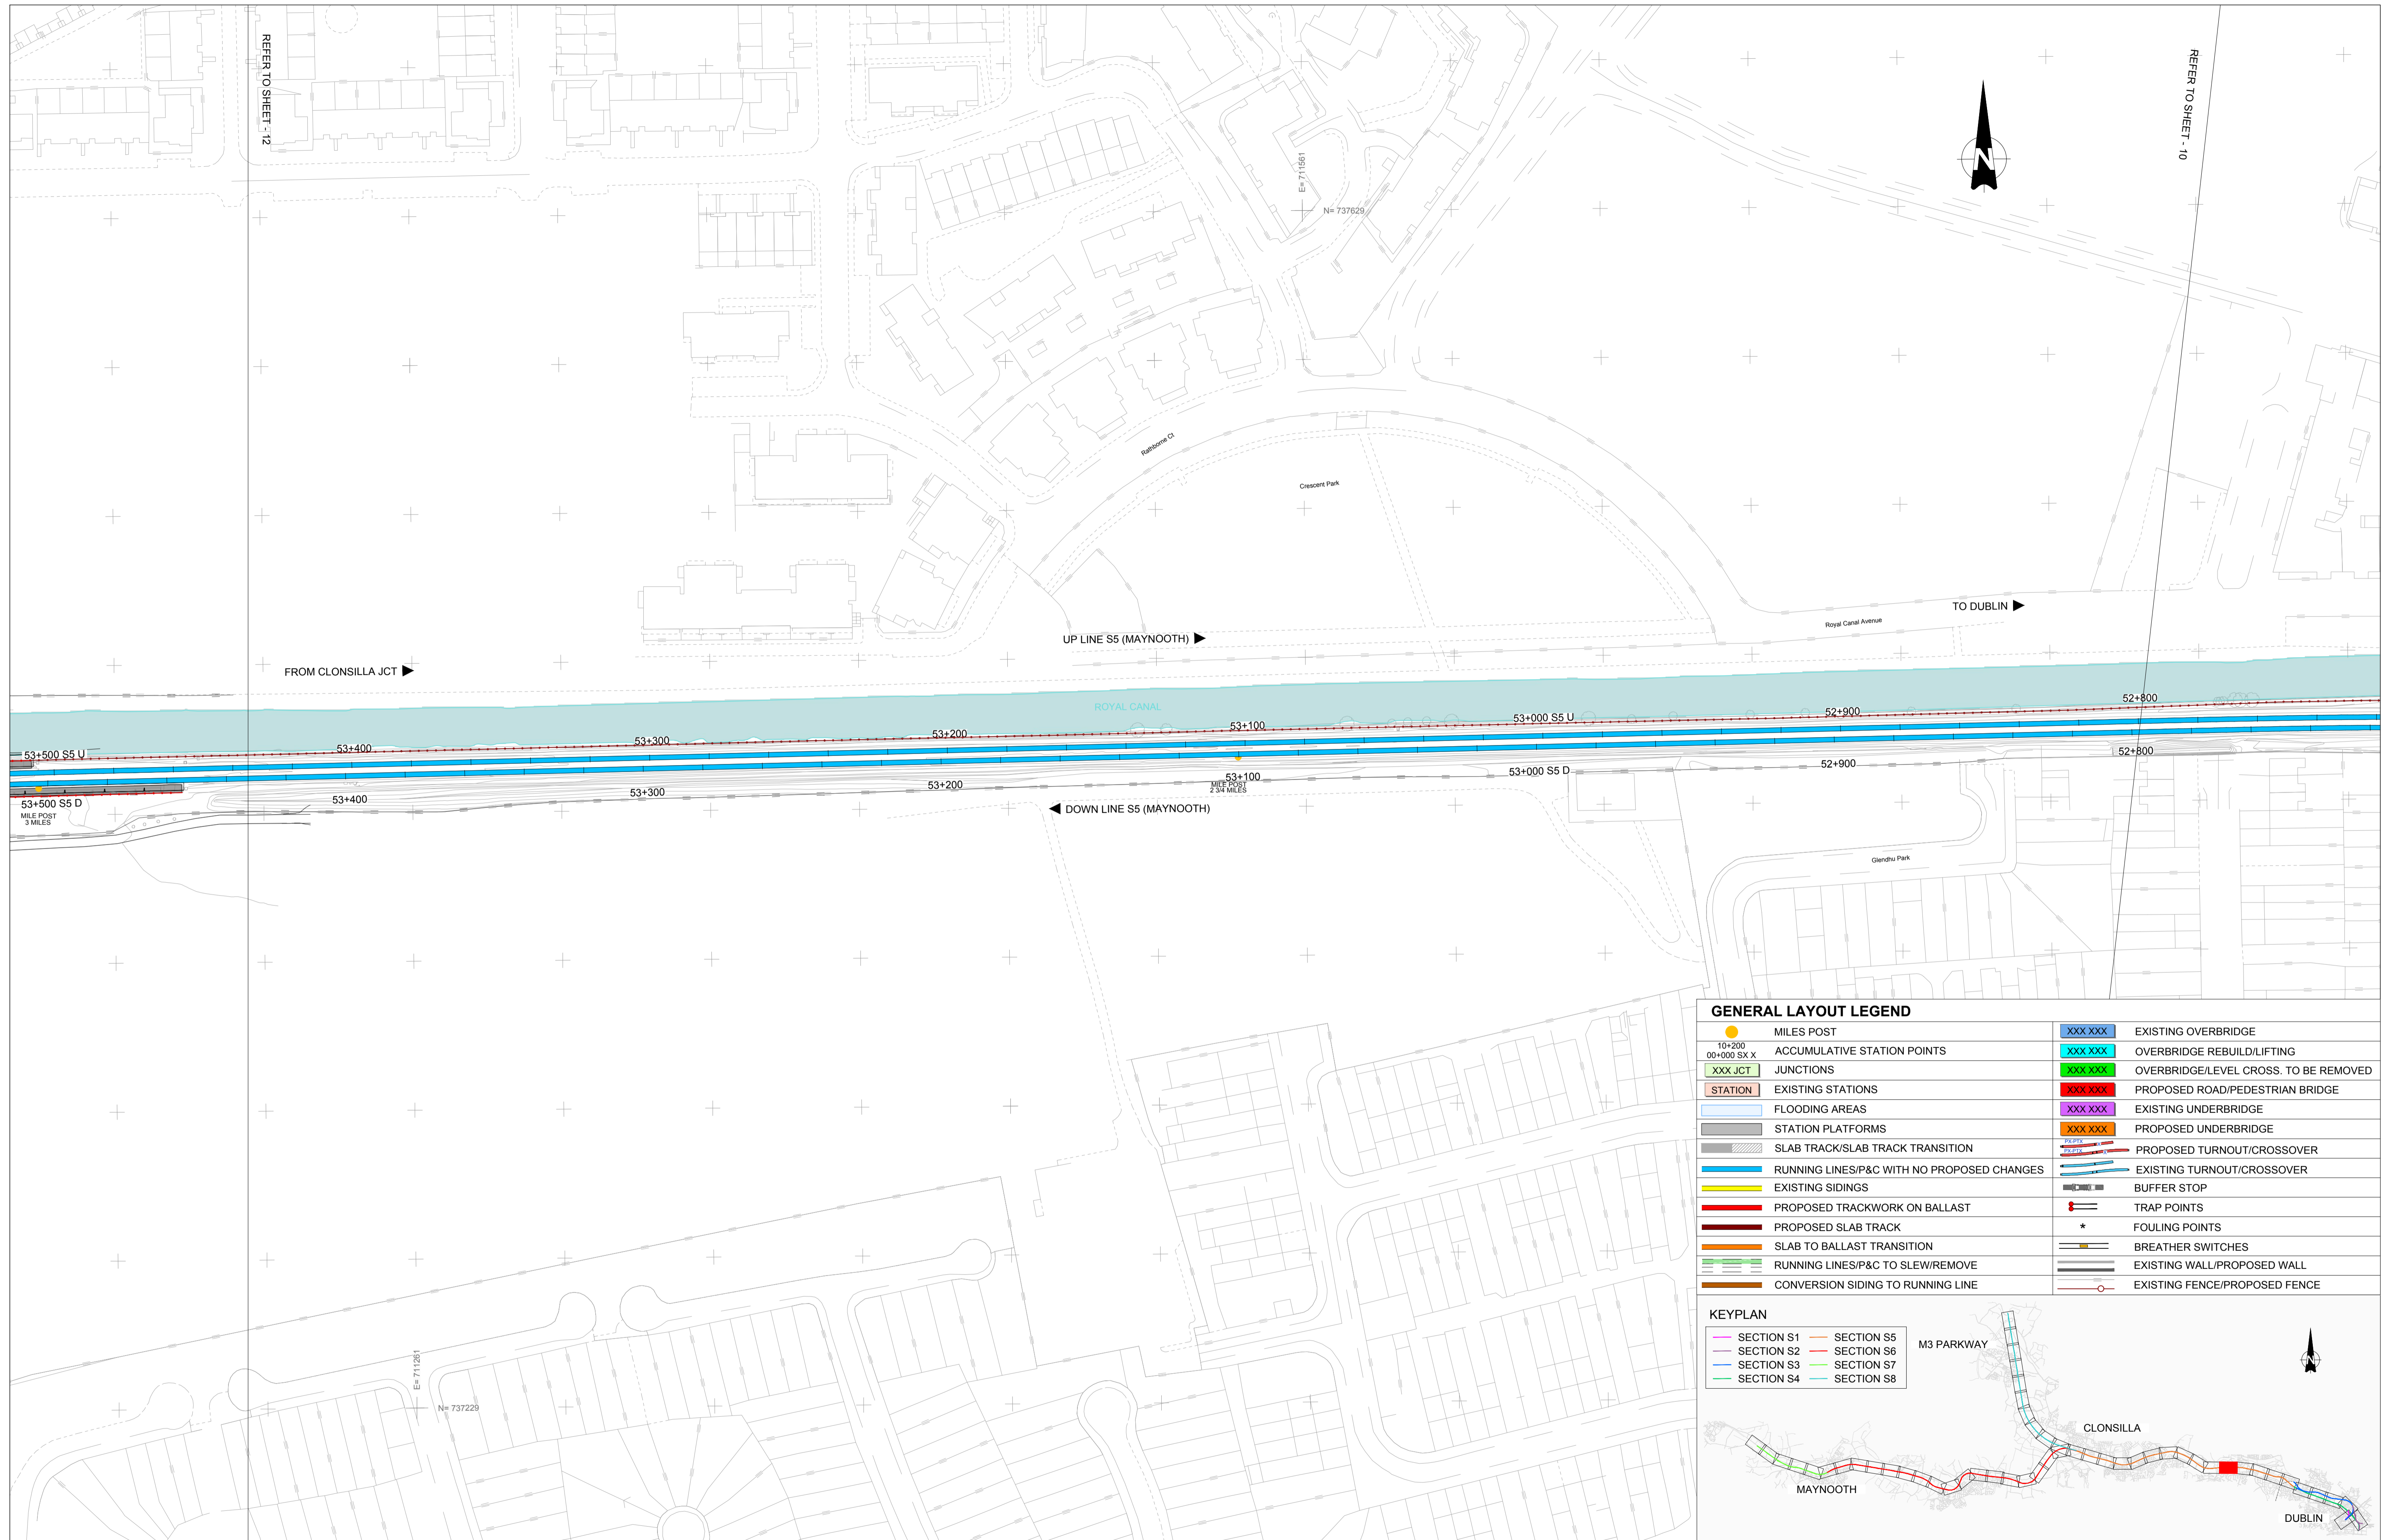 REFER TO SHEET - 12
REFER TO SHEET - 10
N
E= 711561
N= 737629
Rathborne Ct
Crescent Park
TO DUBLIN
Royal Canal Avenue
UP LINE S5 (MAYNOOTH)
FROM CLONSILLA JCT
ROYAL CANAL
53+500 S5 U
53+400
53+300
53+200
53+100
53+000 S5 U
52+900
52+800
53+500 S5 D
53+400
53+300
53+200
53+100
53+000 S5 D
52+900
52+800
MILE POST
3 MILES
MILE POST
2 3/4 MILES
DOWN LINE S5 (MAYNOOTH)
Glendhu Park
E= 711261
N= 737229
GENERAL LAYOUT LEGEND
MILES POST
10+200
00+000 SX X
ACCUMULATIVE STATION POINTS
XXX JCT
JUNCTIONS
STATION
EXISTING STATIONS
FLOODING AREAS
STATION PLATFORMS
SLAB TRACK/SLAB TRACK TRANSITION
RUNNING LINES/P&C WITH NO PROPOSED CHANGES
EXISTING SIDINGS
PROPOSED TRACKWORK ON BALLAST
PROPOSED SLAB TRACK
SLAB TO BALLAST TRANSITION
RUNNING LINES/P&C TO SLEW/REMOVE
CONVERSION SIDING TO RUNNING LINE
XXX XXX
EXISTING OVERBRIDGE
XXX XXX
OVERBRIDGE REBUILD/LIFTING
XXX XXX
OVERBRIDGE/LEVEL CROSS. TO BE REMOVED
XXX XXX
PROPOSED ROAD/PEDESTRIAN BRIDGE
XXX XXX
EXISTING UNDERBRIDGE
XXX XXX
PROPOSED UNDERBRIDGE
PX-PTX
PX-PTX
PROPOSED TURNOUT/CROSSOVER
EXISTING TURNOUT/CROSSOVER
BUFFER STOP
TRAP POINTS
*
FOULING POINTS
BREATHER SWITCHES
EXISTING WALL/PROPOSED WALL
EXISTING FENCE/PROPOSED FENCE
KEYPLAN
SECTION S1
SECTION S2
SECTION S3
SECTION S4
SECTION S5
SECTION S6
SECTION S7
SECTION S8
M3 PARKWAY
N
CLONSILLA
MAYNOOTH
DUBLIN